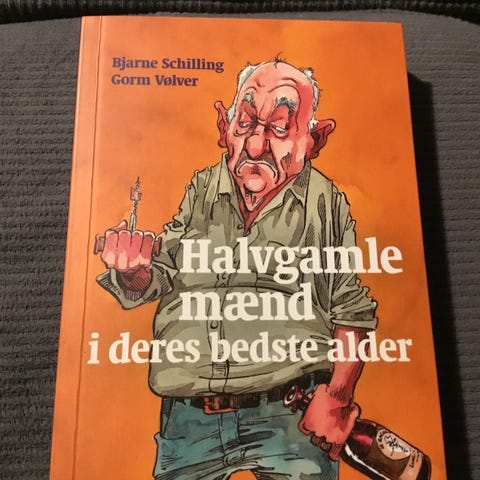 Bjarne Schilling
Gorm Vølver
Halvgamle
mænd
i deres bedste alder